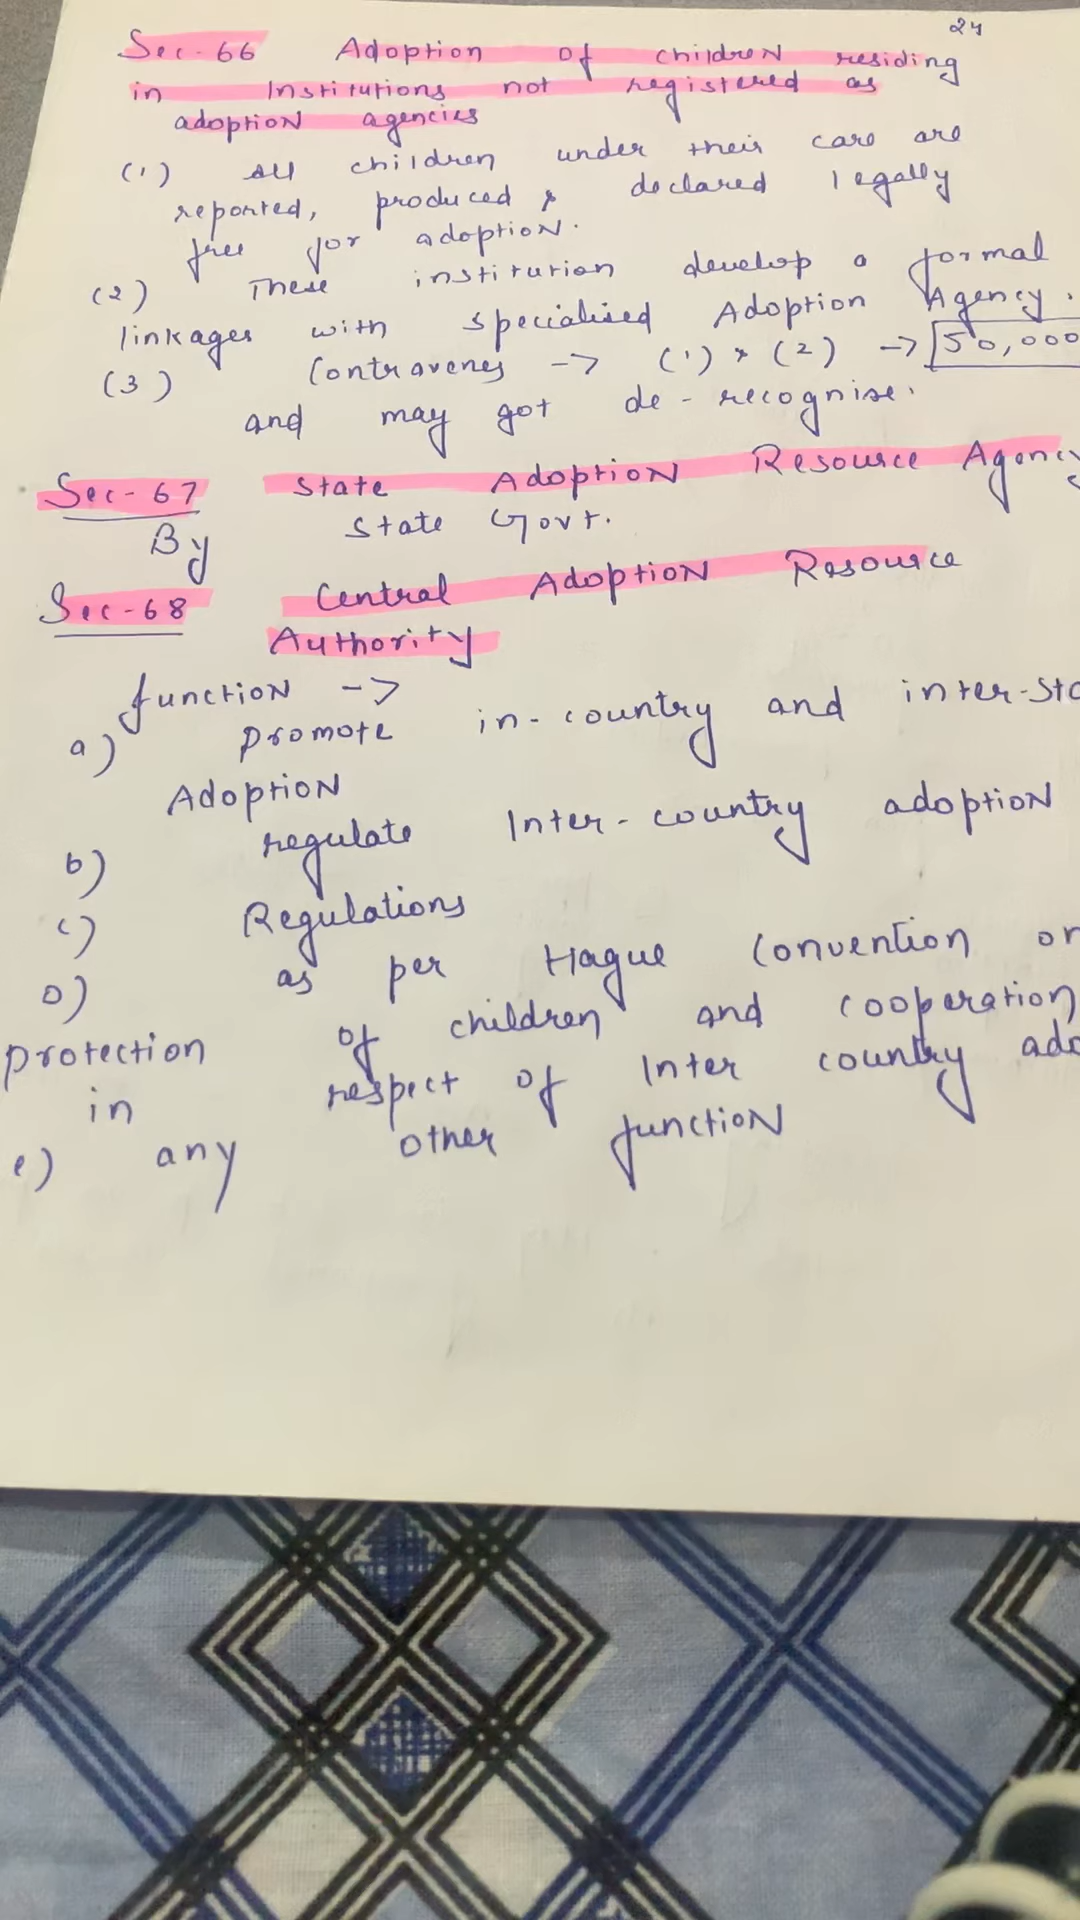 24
Sec-66 Adoption of children residing
in Institutions not registered as
adoption agencies
(1) All children under their care are
reported, produced & declared legally
free for adoption.
(2) These institution develop a formal
linkages with specialised Adoption Agency.
(3) Contravenes -> (1) & (2) -> 50,000
and may got de-recognise.
Sec-67 State Adoption Resource Agency
By State Govt.
Sec-68 Central Adoption Resource
Authority
function ->
a) promote in-country and inter-sta
Adoption
b) regulate Inter-country adoption
c) Regulations
D) as per Hague Convention on
protection of children and cooperation
in respect of Inter country ado
e) any other function